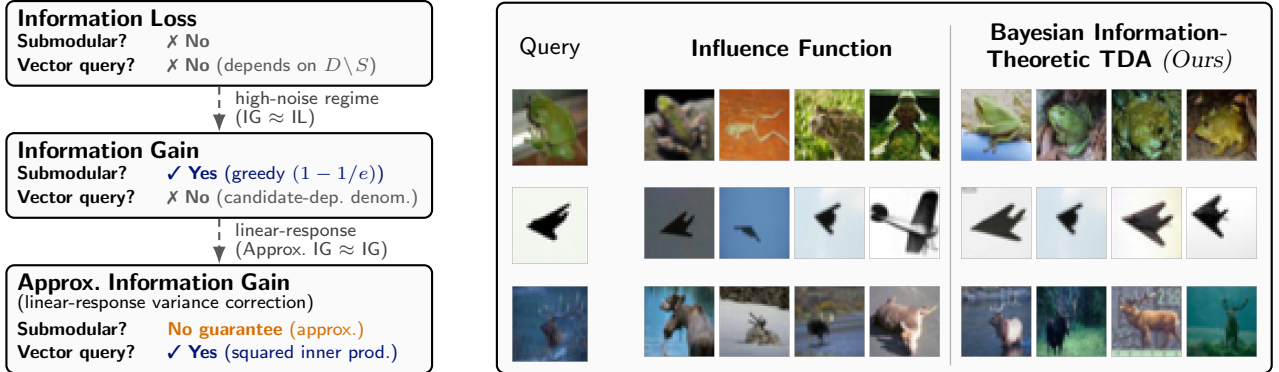 Information Loss
Submodular? ✗ No
Vector query? ✗ No (depends on D\S)
high-noise regime
(IG ≈ IL)
Information Gain
Submodular? ✓ Yes (greedy (1 − 1/e))
Vector query? ✗ No (candidate-dep. denom.)
linear-response
(Approx. IG ≈ IG)
Approx. Information Gain
(linear-response variance correction)
Submodular? No guarantee (approx.)
Vector query? ✓ Yes (squared inner prod.)
Query
Influence Function
Bayesian Information-
Theoretic TDA (Ours)